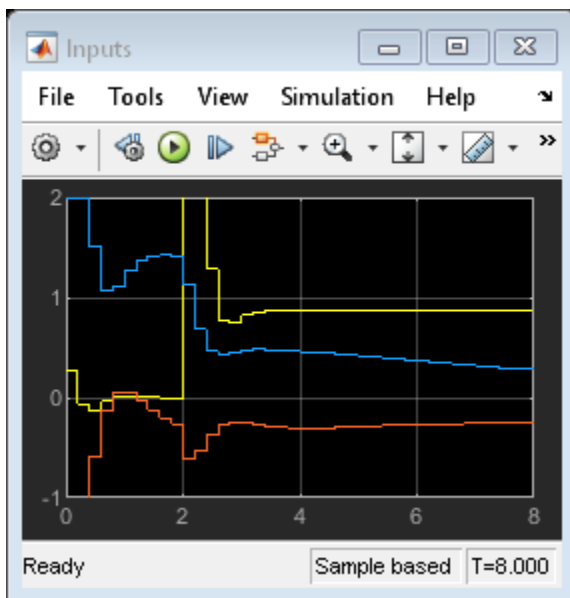 Inputs
File Tools View Simulation Help
2
1
0
-1
0 2 4 6 8
Ready Sample based T=8.000